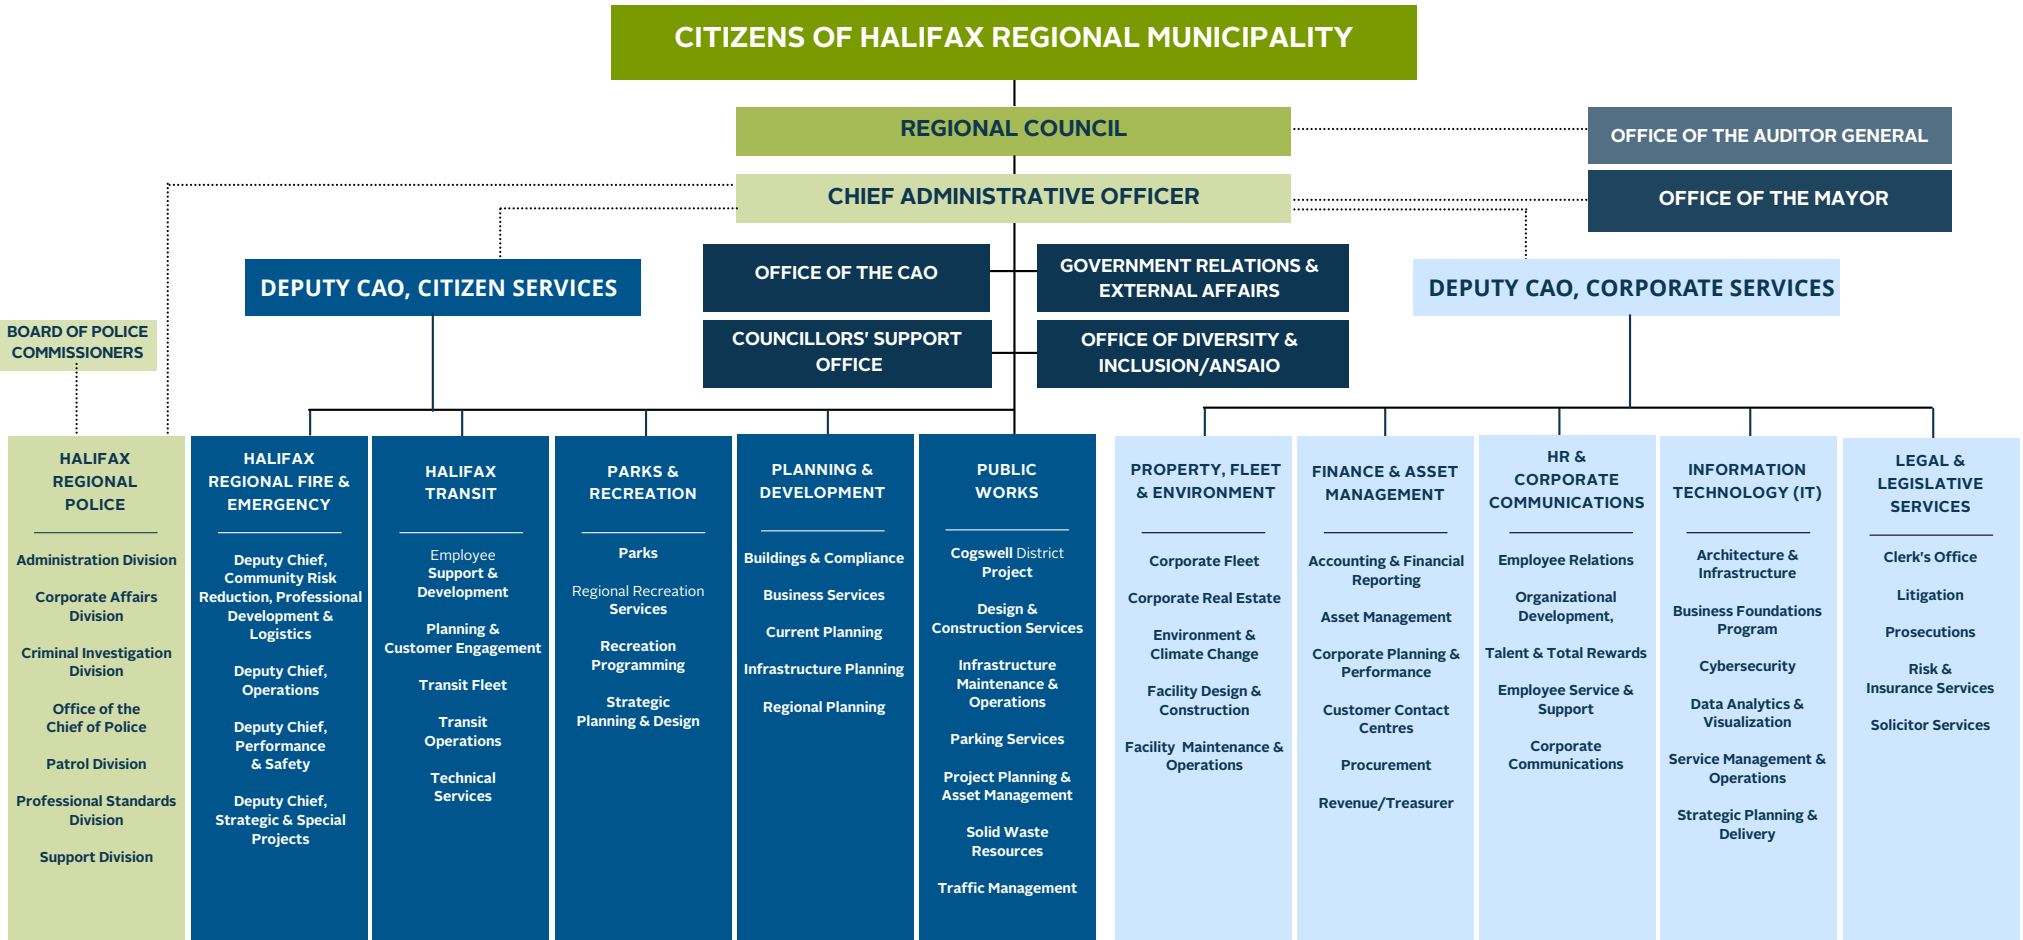 CITIZENS OF HALIFAX REGIONAL MUNICIPALITY
REGIONAL COUNCIL
OFFICE OF THE AUDITOR GENERAL
CHIEF ADMINISTRATIVE OFFICER
OFFICE OF THE MAYOR
DEPUTY CAO, CITIZEN SERVICES
OFFICE OF THE CAO
GOVERNMENT RELATIONS &
EXTERNAL AFFAIRS
DEPUTY CAO, CORPORATE SERVICES
BOARD OF POLICE
COMMISSIONERS
COUNCILLORS' SUPPORT
OFFICE
OFFICE OF DIVERSITY &
INCLUSION/ANSAIO
HALIFAX
REGIONAL
POLICE
Administration Division
Corporate Affairs
Division
Criminal Investigation
Division
Office of the
Chief of Police
Patrol Division
Professional Standards
Division
Support Division
HALIFAX
REGIONAL FIRE &
EMERGENCY
Deputy Chief,
Community Risk
Reduction, Professional
Development &
Logistics
Deputy Chief,
Operations
Deputy Chief,
Performance
& Safety
Deputy Chief,
Strategic & Special
Projects
HALIFAX
TRANSIT
Employee
Support &
Development
Planning &
Customer Engagement
Transit Fleet
Transit
Operations
Technical
Services
PARKS &
RECREATION
Parks
Regional Recreation
Services
Recreation
Programming
Strategic
Planning & Design
PLANNING &
DEVELOPMENT
Buildings & Compliance
Business Services
Current Planning
Infrastructure Planning
Regional Planning
PUBLIC
WORKS
Cogswell District
Project
Design &
Construction Services
Infrastructure
Maintenance &
Operations
Parking Services
Project Planning &
Asset Management
Solid Waste
Resources
Traffic Management
PROPERTY, FLEET
& ENVIRONMENT
Corporate Fleet
Corporate Real Estate
Environment &
Climate Change
Facility Design &
Construction
Facility Maintenance &
Operations
FINANCE & ASSET
MANAGEMENT
Accounting & Financial
Reporting
Asset Management
Corporate Planning &
Performance
Customer Contact
Centres
Procurement
Revenue/Treasurer
HR &
CORPORATE
COMMUNICATIONS
Employee Relations
Organizational
Development,
Talent & Total Rewards
Employee Service &
Support
Corporate
Communications
INFORMATION
TECHNOLOGY (IT)
Architecture &
Infrastructure
Business Foundations
Program
Cybersecurity
Data Analytics &
Visualization
Service Management &
Operations
Strategic Planning &
Delivery
LEGAL &
LEGISLATIVE
SERVICES
Clerk's Office
Litigation
Prosecutions
Risk &
Insurance Services
Solicitor Services